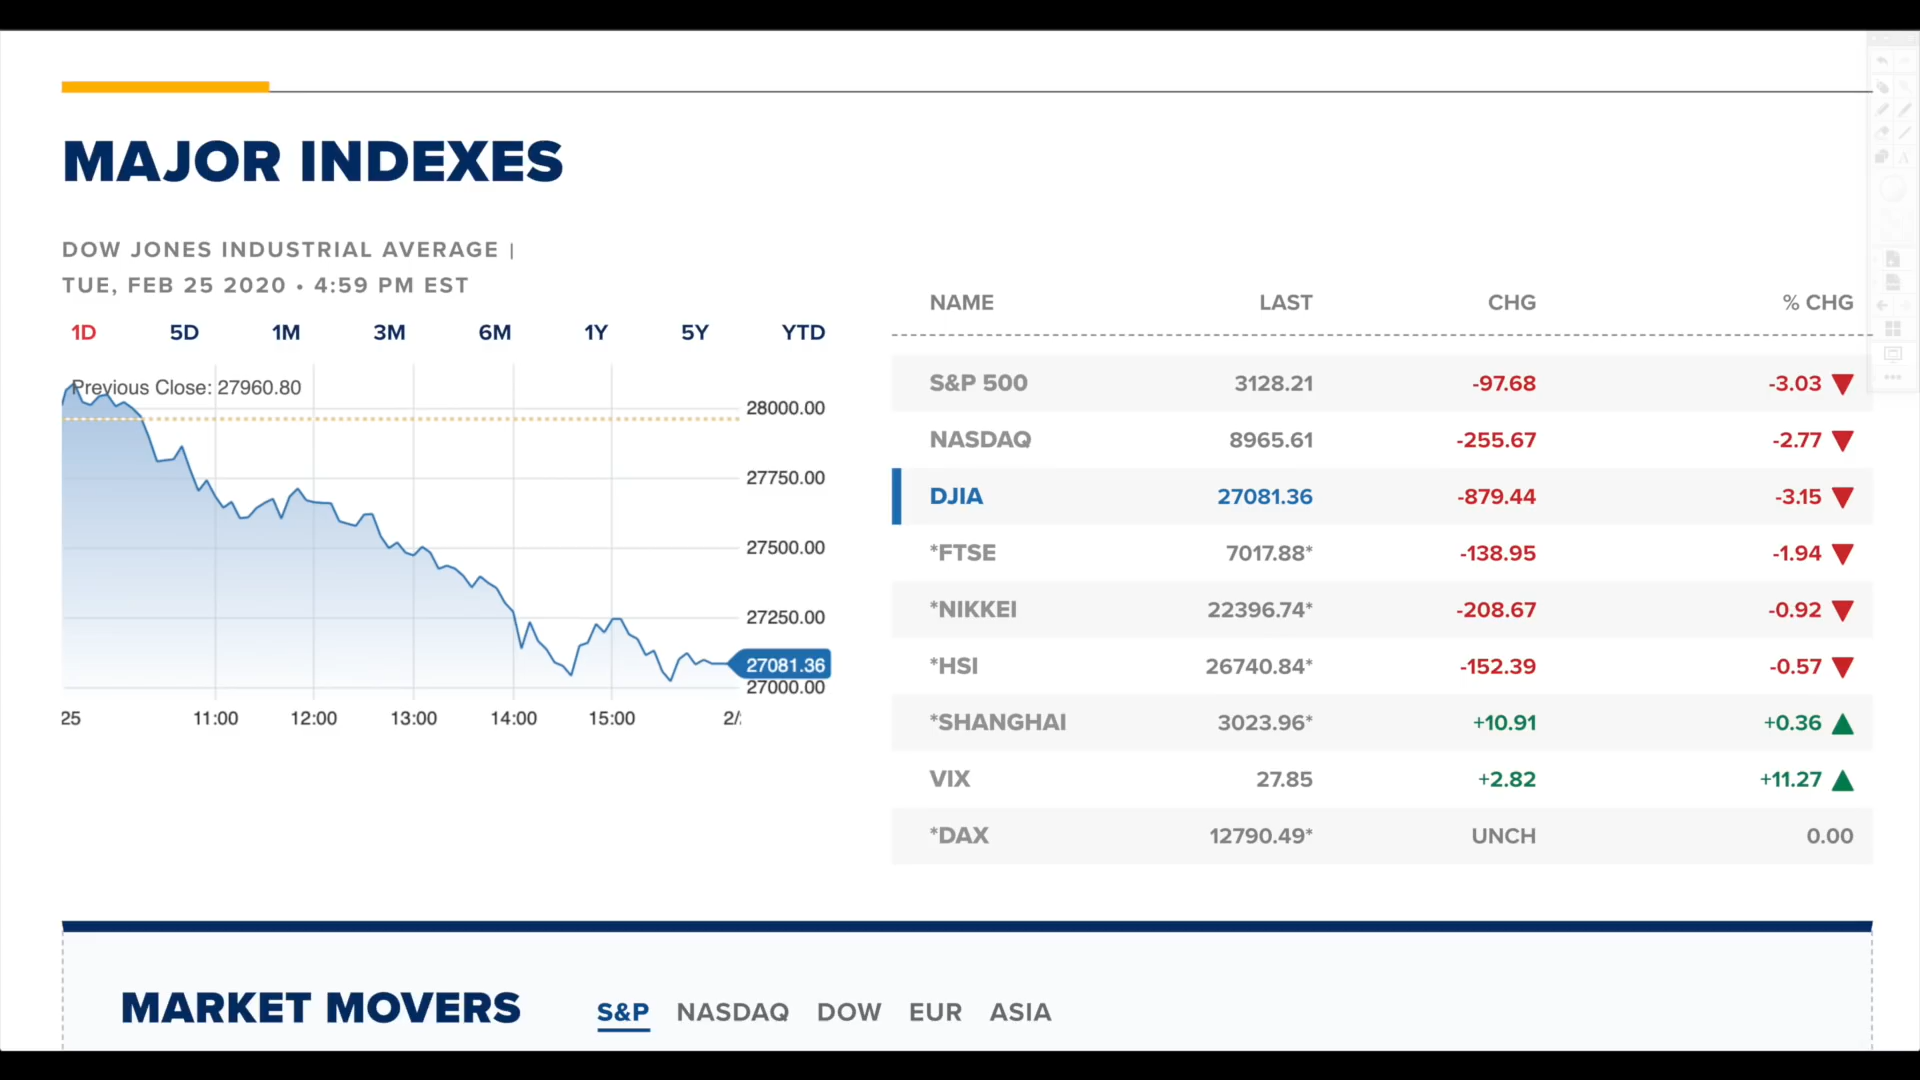 MAJOR INDEXES
DOW JONES INDUSTRIAL AVERAGE |
TUE, FEB 25 2020 • 4:59 PM EST
1D 5D 1M 3M 6M 1Y 5Y YTD
Previous Close: 27960.80
28000.00
27750.00
27500.00
27250.00
27081.36
27000.00
25 11:00 12:00 13:00 14:00 15:00 2/
NAME LAST CHG % CHG
S&P 500 3128.21 -97.68 -3.03
NASDAQ 8965.61 -255.67 -2.77
DJIA 27081.36 -879.44 -3.15
*FTSE 7017.88* -138.95 -1.94
*NIKKEI 22396.74* -208.67 -0.92
*HSI 26740.84* -152.39 -0.57
*SHANGHAI 3023.96* +10.91 +0.36
VIX 27.85 +2.82 +11.27
*DAX 12790.49* UNCH 0.00
MARKET MOVERS S&P NASDAQ DOW EUR ASIA